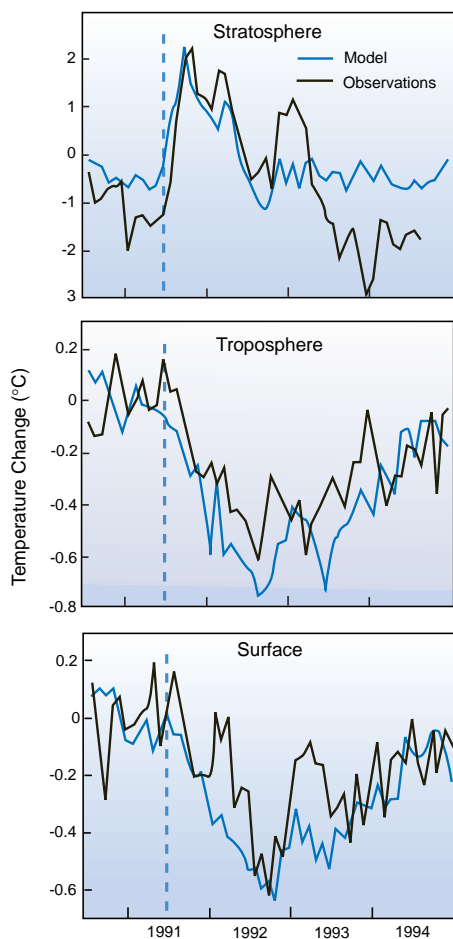 Stratosphere
Model
Observations
2
1
0
-1
-2
3
Temperature Change (°C)
Troposphere
0.2
0
-0.2
-0.4
-0.6
-0.8
Surface
0.2
0
-0.2
-0.4
-0.6
1991 1992 1993 1994